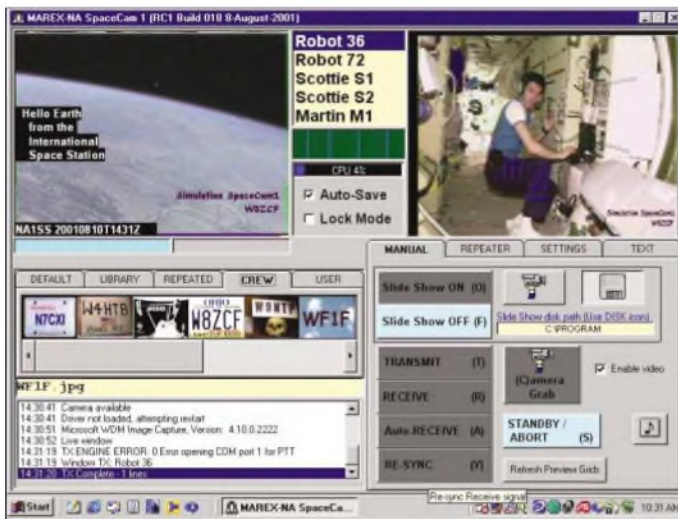 MAREX-NA SpaceCam 1 (RC1 Build 018 8-August-2001)
Hello Earth
from the
International
Space Station
Simulation SpaceCam1
W8ZCF
NA1SS 20010810T1431Z
Robot 36
Robot 72
Scottie S1
Scottie S2
Martin M1
CPU 4%
Auto-Save
Lock Mode
Simulation SpaceCam1
W8ZCF
DEFAULT
LIBRARY
REPEATED
CREW
USER
N7CXI
W4HTB
W8ZCF
WF1F
WF1F.jpg
14:30:41 Camera available
14:30:41 Driver not loaded, attempting restart
14:30:51 Microsoft WDM Image Capture, Version: 4.10.0.2222
14:30:52 Live window
14:31:19 TX ENGINE ERROR: 0 Error opening COM port 1 for PTT
14:31:19 Window TX: Robot 36
14:31:20 TX Complete - 1 lines
MANUAL
REPEATER
SETTINGS
TEXT
Slide Show ON (O)
Slide Show OFF (F)
Slide Show disk path (Use DISK icon)
C:\PROGRAM
TRANSMIT (T)
RECEIVE (R)
Auto-RECEIVE (A)
RE-SYNC (Y)
(C)amera
Grab
Enable video
STANDBY /
ABORT (S)
Refresh Preview Grids
Re-sync Receive signal
Start
MAREX-NA SpaceCa...
10:31 AM